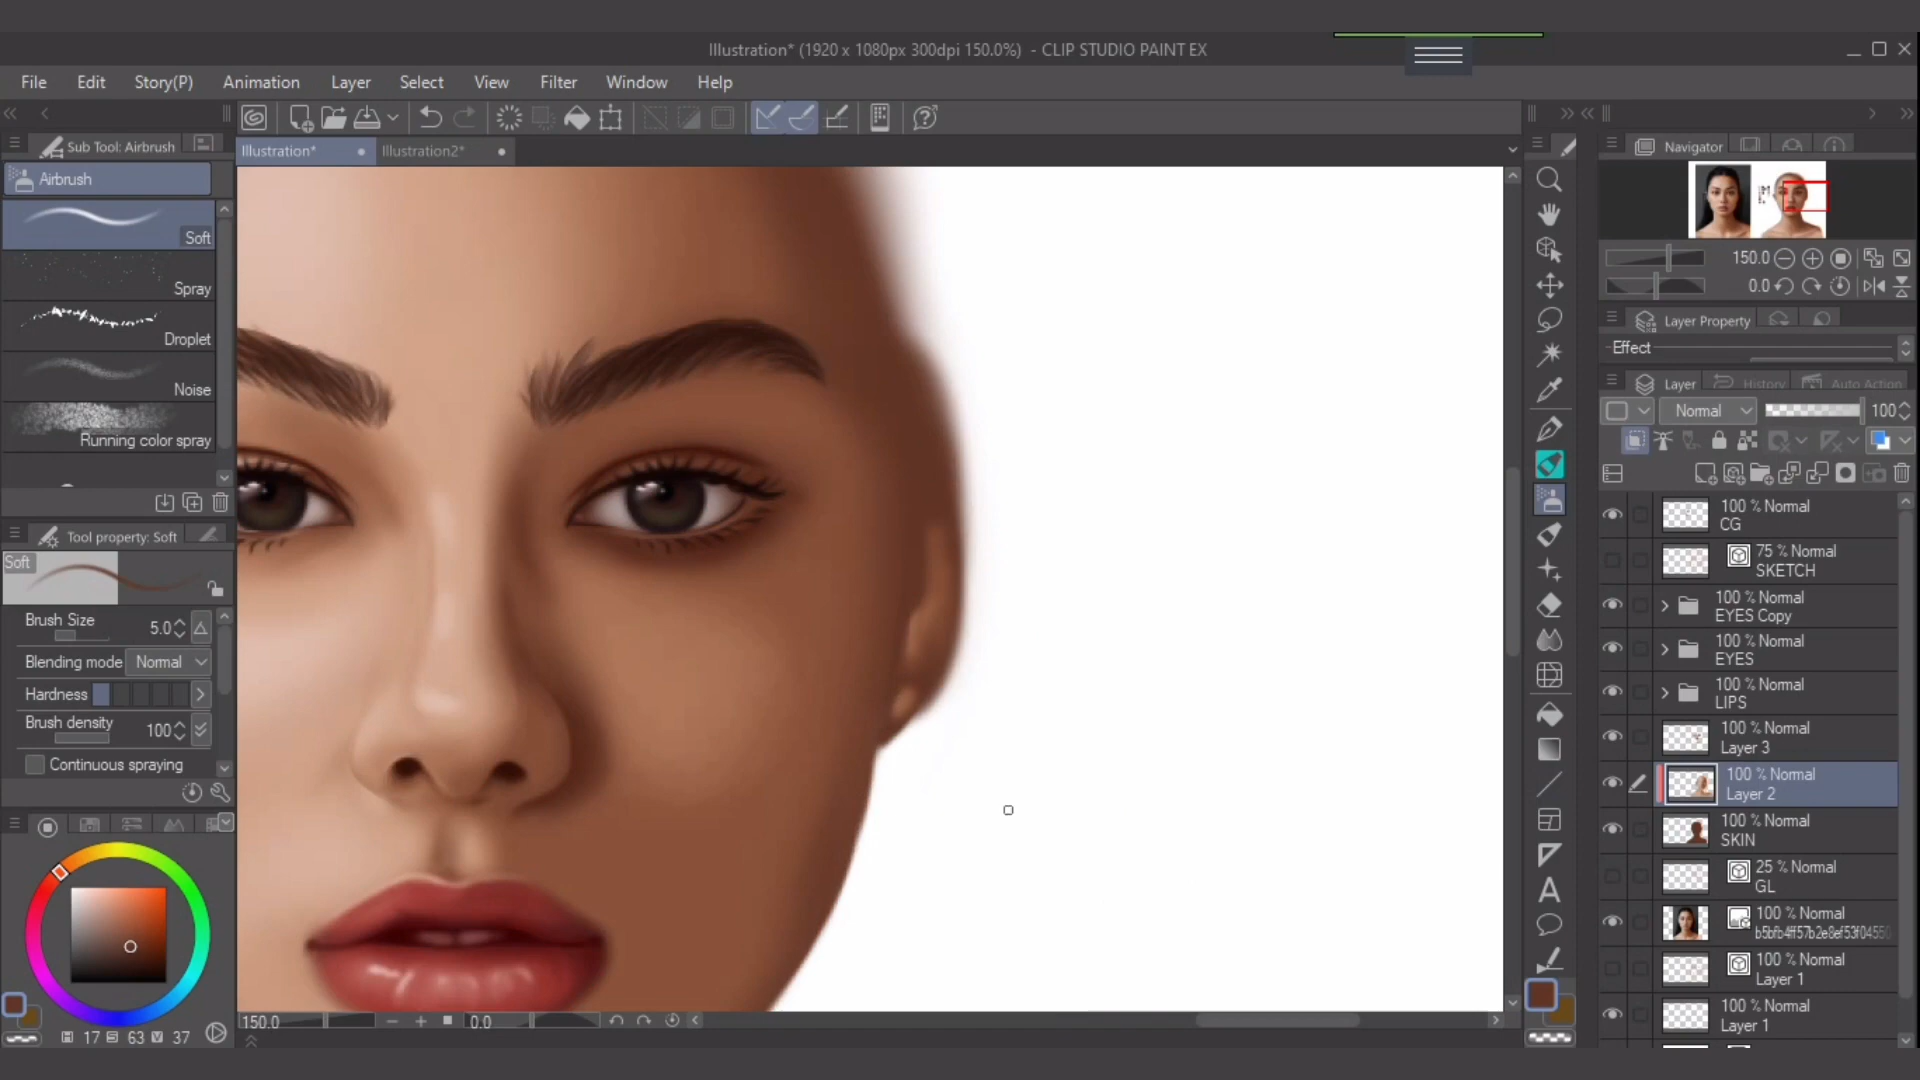 Illustration* (1920 x 1080px 300dpi 150.0%) - CLIP STUDIO PAINT EX
File Edit Story(P) Animation Layer Select View Filter Window Help
Sub Tool: Airbrush
Illustration*
Illustration2*
Airbrush
Soft
Spray
Droplet
Noise
Running color spray
Tool property: Soft
Soft
Brush Size 5.0
Blending mode Normal
Hardness
Brush density 100
Continuous spraying
H 17 S 63 V 37
150.0
0.0
Navigator
150.0
0.0
Layer Property
Effect
Layer History Auto Action
Normal 100
100 % Normal
CG
75 % Normal
SKETCH
100 % Normal
EYES Copy
100 % Normal
EYES
100 % Normal
LIPS
100 % Normal
Layer 3
100 % Normal
Layer 2
100 % Normal
SKIN
25 % Normal
GL
100 % Normal
100 % Normal
Layer 1
100 % Normal
Layer 1